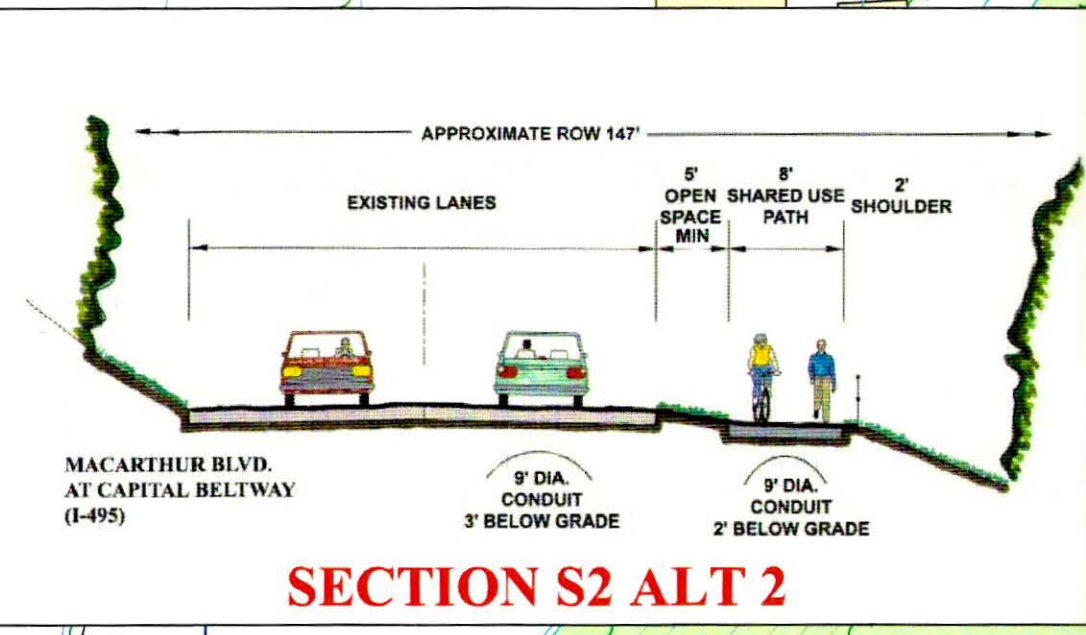 APPROXIMATE ROW 147'
EXISTING LANES
5'
OPEN
SPACE
MIN
8'
SHARED USE
PATH
2'
SHOULDER
MACARTHUR BLVD.
AT CAPITAL BELTWAY
(I-495)
9' DIA.
CONDUIT
3' BELOW GRADE
9' DIA.
CONDUIT
2' BELOW GRADE
SECTION S2 ALT 2